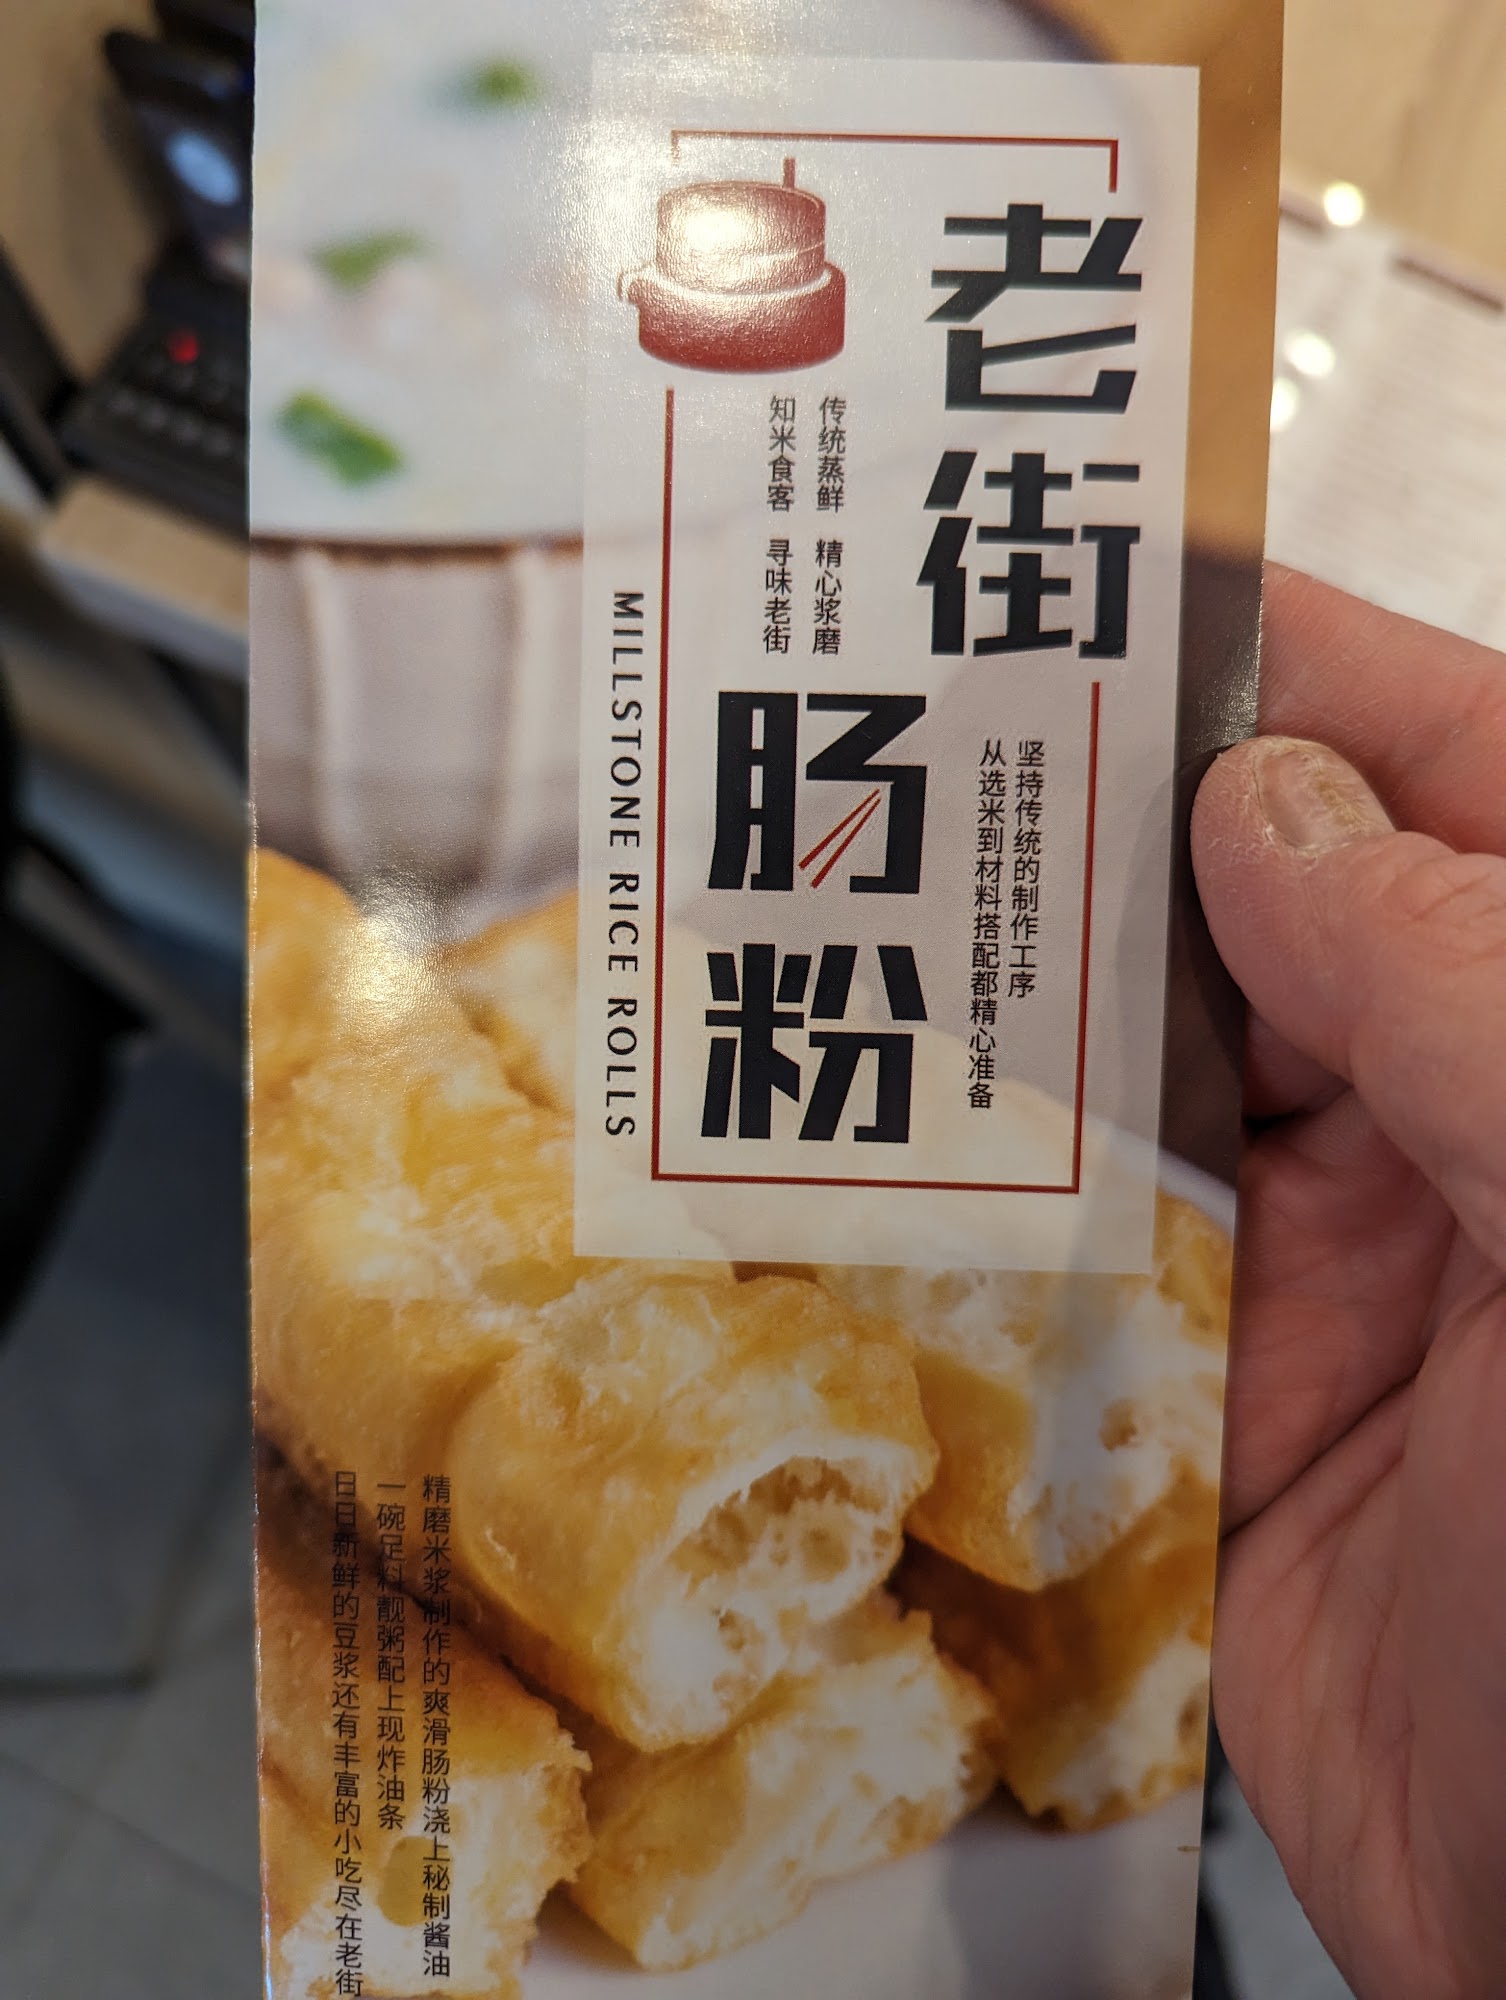 老街
肠粉
传统蒸鲜 精心浆磨
知米食客 寻味老街
坚持传统的制作工序
从选米到材料搭配都精心准备
MILLSTONE RICE ROLLS
精磨米浆制作的爽滑肠粉浇上秘制酱油
一碗足料靓粥配上现炸油条
日日新鲜的豆浆还有丰富的小吃尽在老街